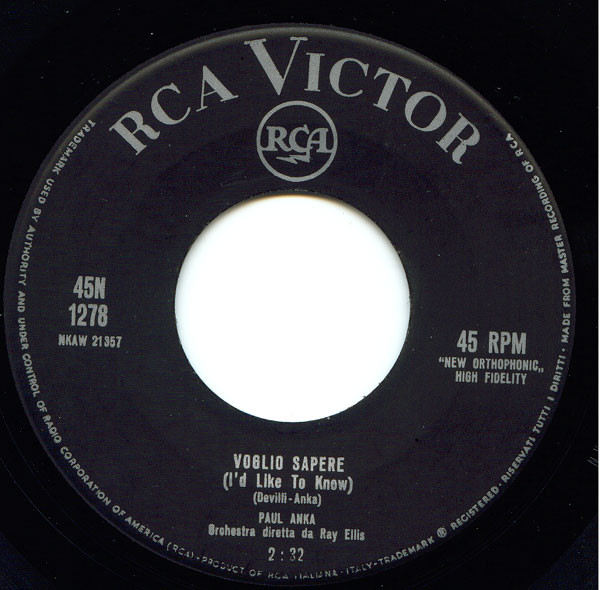 RCA VICTOR
RCA
45N
1278
NKAW 21357
45 RPM
"NEW ORTHOPHONIC„
HIGH FIDELITY
VOGLIO SAPERE
(I'd Like To Know)
(Devilli-Anka)
PAUL ANKA
Orchestra diretta da Ray Ellis
2:32
TRADEMARK USED BY AUTHORITY AND UNDER CONTROL OF RADIO CORPORATION OF AMERICA (RCA)-PRODUCT OF RCA ITALIANA-ITALY-TRADEMARK ® REGISTERED. RISERVATI TUTTI I DIRITTI · MADE FROM MASTER RECORDING OF RCA